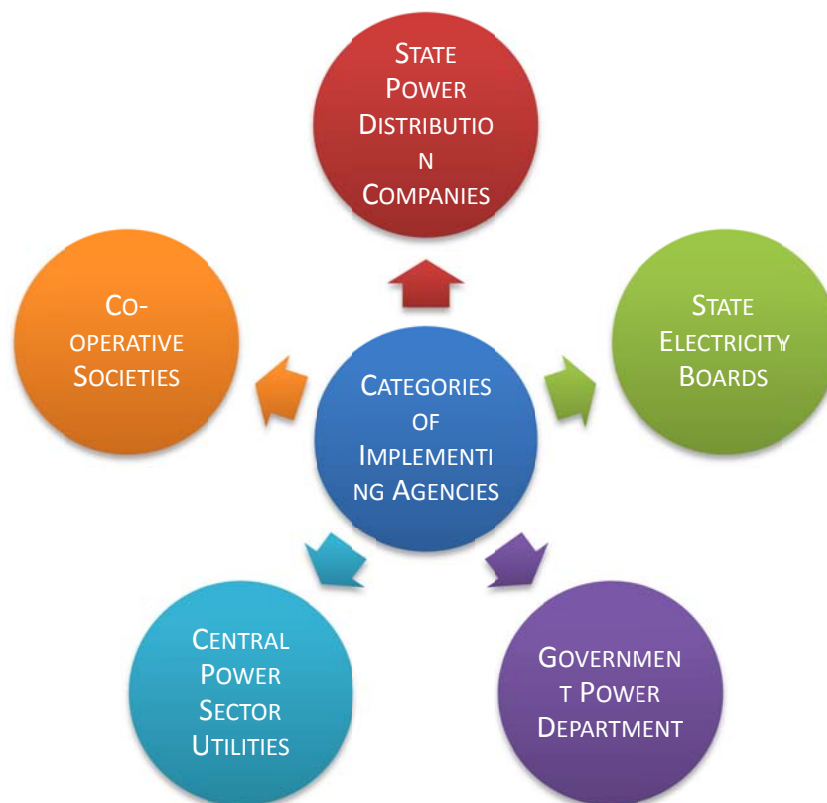 STATE
POWER
DISTRIBUTIO
N
COMPANIES
CO-
OPERATIVE
SOCIETIES
STATE
ELECTRICITY
BOARDS
CATEGORIES
OF
IMPLEMENTI
NG AGENCIES
CENTRAL
POWER
SECTOR
UTILITIES
GOVERNMEN
T POWER
DEPARTMENT